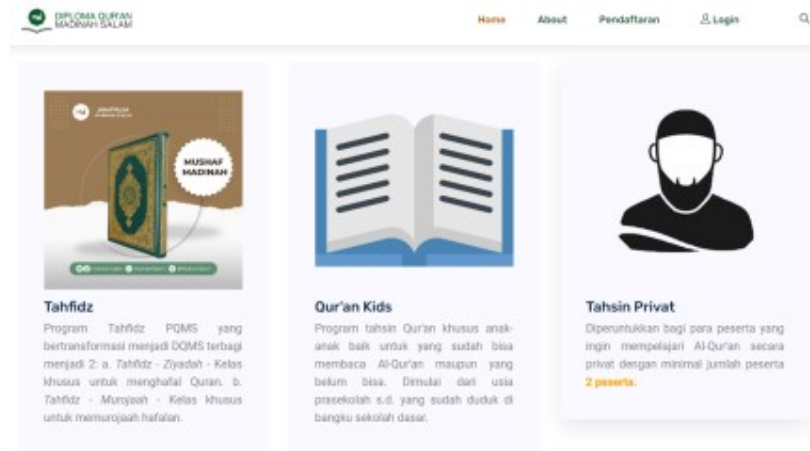 DIPLOMA QUR'AN
MADINAH SALAM
Home
About
Pendaftaran
Login
MUSHAF
MADINAH
Tahfidz
Program Tahfidz PQMS yang
bertransformasi menjadi DQMS terbagi
menjadi 2: a. Tahfidz - Ziyadah - Kelas
khusus untuk menghafal Quran. b.
Tahfidz - Murojaah - Kelas khusus
untuk memurojaah hafalan.
Qur'an Kids
Program tahsin Qur'an khusus anak-
anak baik untuk yang sudah bisa
membaca Al-Qur'an maupun yang
belum bisa. Dimulai dari usia
prasekolah s.d. yang sudah duduk di
bangku sekolah dasar.
Tahsin Privat
Diperuntukkan bagi para peserta yang
ingin mempelajari Al-Qur'an secara
privat dengan minimal jumlah peserta
2 peserta.